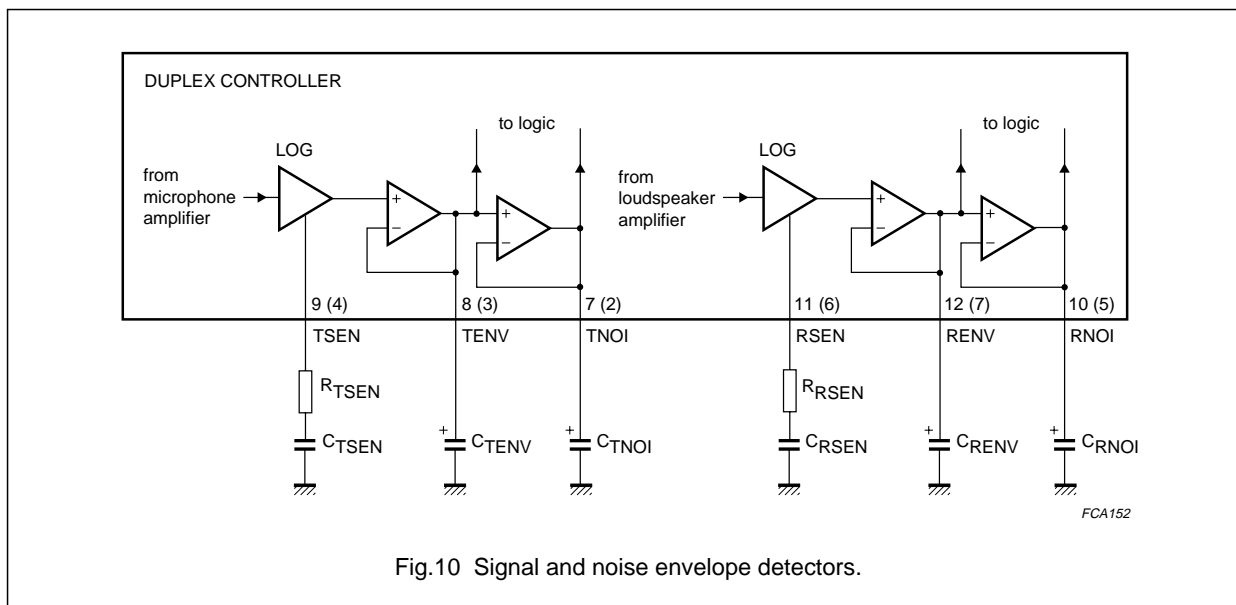 DUPLEX CONTROLLER
to logic
to logic
LOG
LOG
from
microphone
amplifier
from
loudspeaker
amplifier
+
−
+
−
+
−
+
−
9 (4)
8 (3)
7 (2)
11 (6)
12 (7)
10 (5)
TSEN
TENV
TNOI
RSEN
RENV
RNOI
RTSEN
RRSEN
CTSEN
+
CTENV
+
CTNOI
CRSEN
+
CRENV
+
CRNOI
FCA152
Fig.10 Signal and noise envelope detectors.